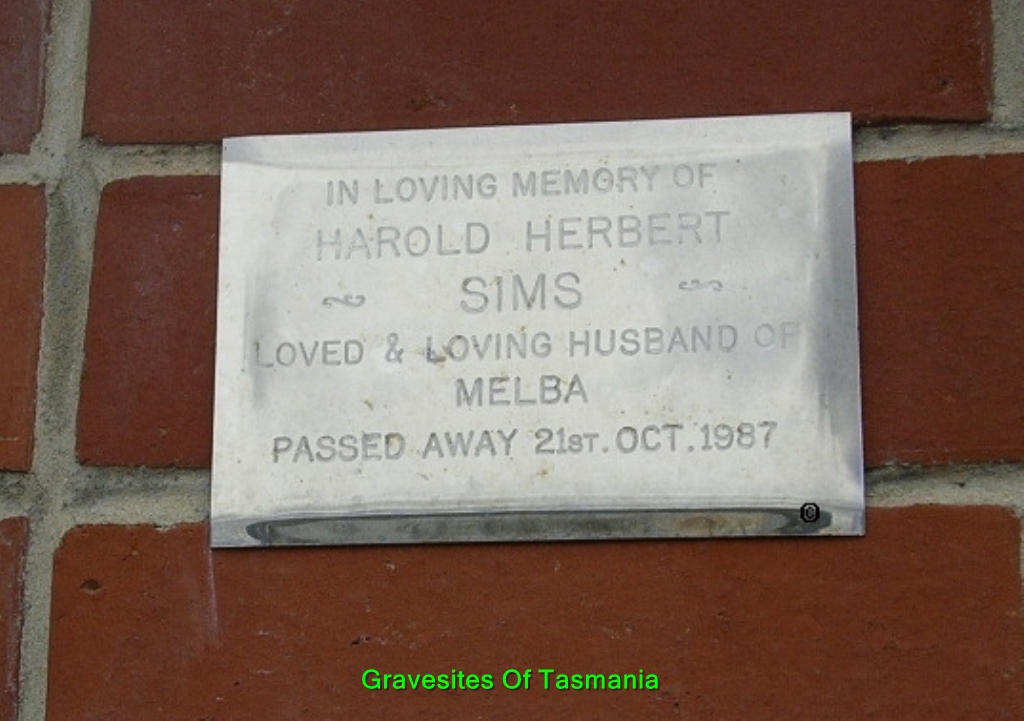 IN LOVING MEMORY OF
HAROLD HERBERT
SIMS
LOVED & LOVING HUSBAND OF
MELBA
PASSED AWAY 21ST. OCT. 1987
©
Gravesites Of Tasmania